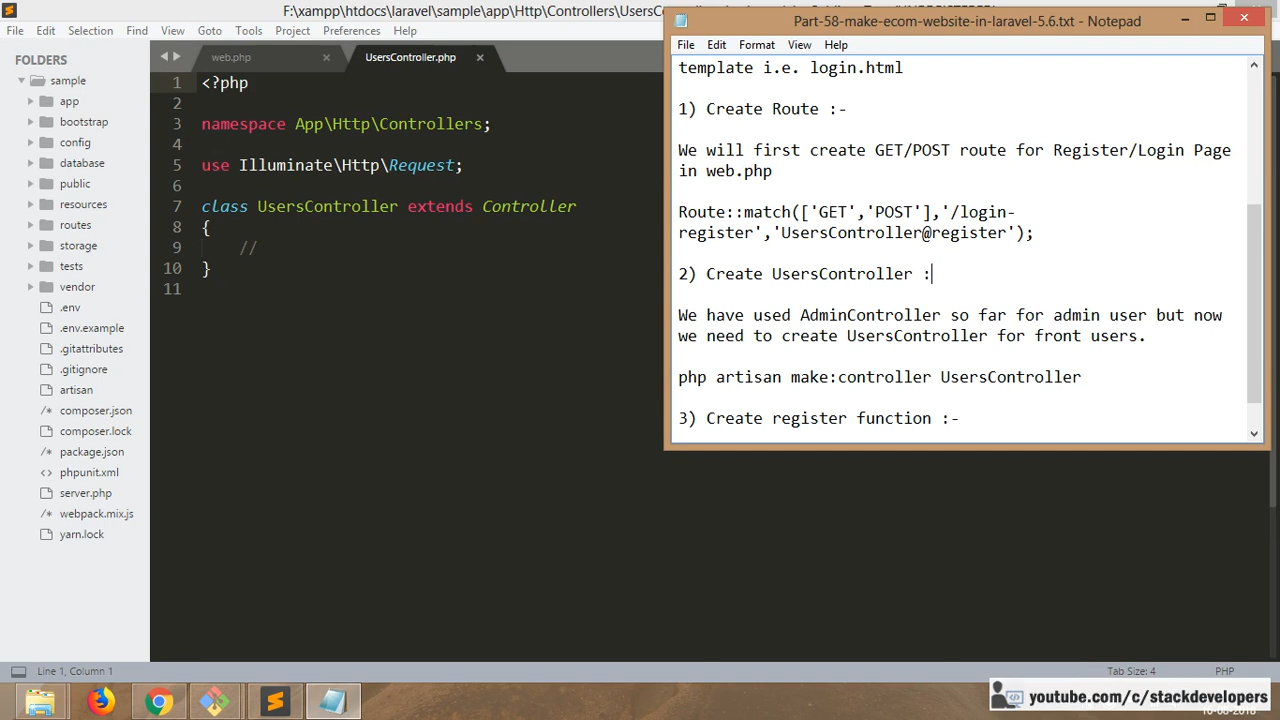 F:\xampp\htdocs\laravel\sample\app\Http\Controllers\UsersC
File Edit Selection Find View Goto Tools Project Preferences Help
FOLDERS
sample
app
bootstrap
config
database
public
resources
routes
storage
tests
vendor
.env
.env.example
.gitattributes
.gitignore
artisan
composer.json
composer.lock
package.json
phpunit.xml
server.php
webpack.mix.js
yarn.lock
web.php UsersController.php
1 <?php
2
3 namespace App\Http\Controllers;
4
5 use Illuminate\Http\Request;
6
7 class UsersController extends Controller
8 {
9 //
10 }
11
Part-58-make-ecom-website-in-laravel-5.6.txt - Notepad
File Edit Format View Help
template i.e. login.html
1) Create Route :-
We will first create GET/POST route for Register/Login Page
in web.php
Route::match(['GET','POST'],'/login-
register','UsersController@register');
2) Create UsersController :
We have used AdminController so far for admin user but now
we need to create UsersController for front users.
php artisan make:controller UsersController
3) Create register function :-
Line 1, Column 1
Tab Size: 4
PHP
youtube.com/c/stackdevelopers